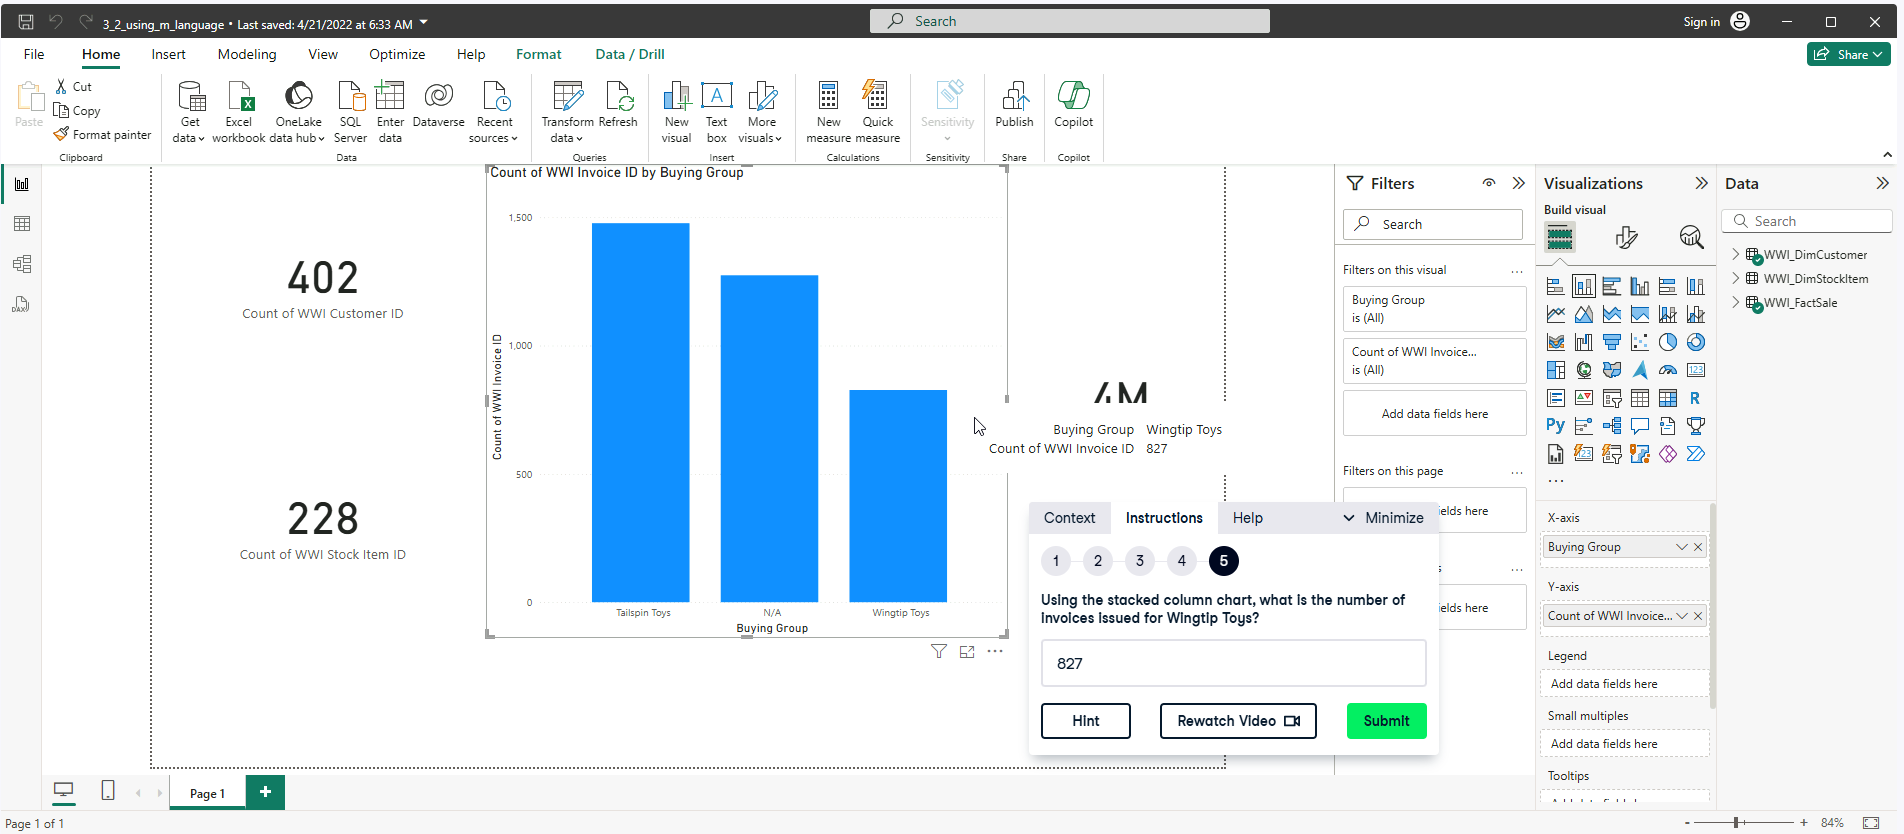 3_2_using_m_language • Last saved: 4/21/2022 at 6:33 AM
Search
Sign in
File Home Insert Modeling View Optimize Help Format Data / Drill
Share
Paste
Cut
Copy
Format painter
Clipboard
Get data
Excel workbook
OneLake data hub
SQL Server
Enter data
Dataverse
Recent sources
Data
Transform data
Refresh
Queries
New visual
Text box
More visuals
Insert
New measure
Quick measure
Calculations
Sensitivity
Sensitivity
Publish
Share
Copilot
Copilot
DAX
402
Count of WWI Customer ID
228
Count of WWI Stock Item ID
Count of WWI Invoice ID by Buying Group
Count of WWI Invoice ID
1,500
1,000
500
0
Tailspin Toys N/A Wingtip Toys
Buying Group
4M
Buying Group Wingtip Toys
Count of WWI Invoice ID 827
Context Instructions Help Minimize
1 2 3 4 5
Using the stacked column chart, what is the number of
invoices issued for Wingtip Toys?
827
Hint Rewatch Video Submit
Filters
Search
Filters on this visual ...
Buying Group
is (All)
Count of WWI Invoice...
is (All)
Add data fields here
Filters on this page ...
elds here
s ...
elds here
Visualizations
Build visual
123
R
Py
123
...
X-axis
Buying Group
Y-axis
Count of WWI Invoice...
Legend
Add data fields here
Small multiples
Add data fields here
Tooltips
Data
Search
WWI_DimCustomer
WWI_DimStockItem
WWI_FactSale
Page 1
+
Page 1 of 1
- + 84%